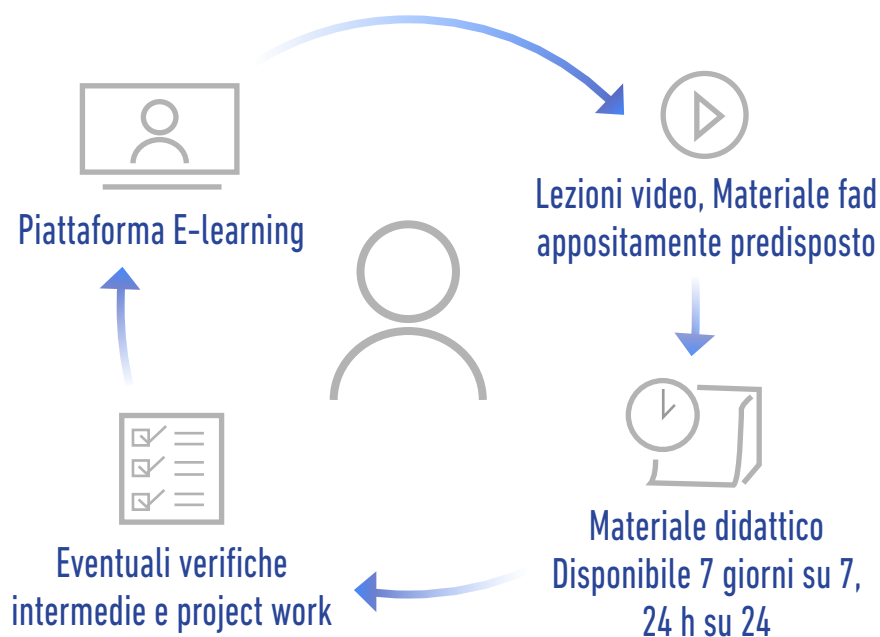 Piattaforma E-learning
Lezioni video, Materiale fad
appositamente predisposto
Materiale didattico
Disponibile 7 giorni su 7,
24 h su 24
Eventuali verifiche
intermedie e project work